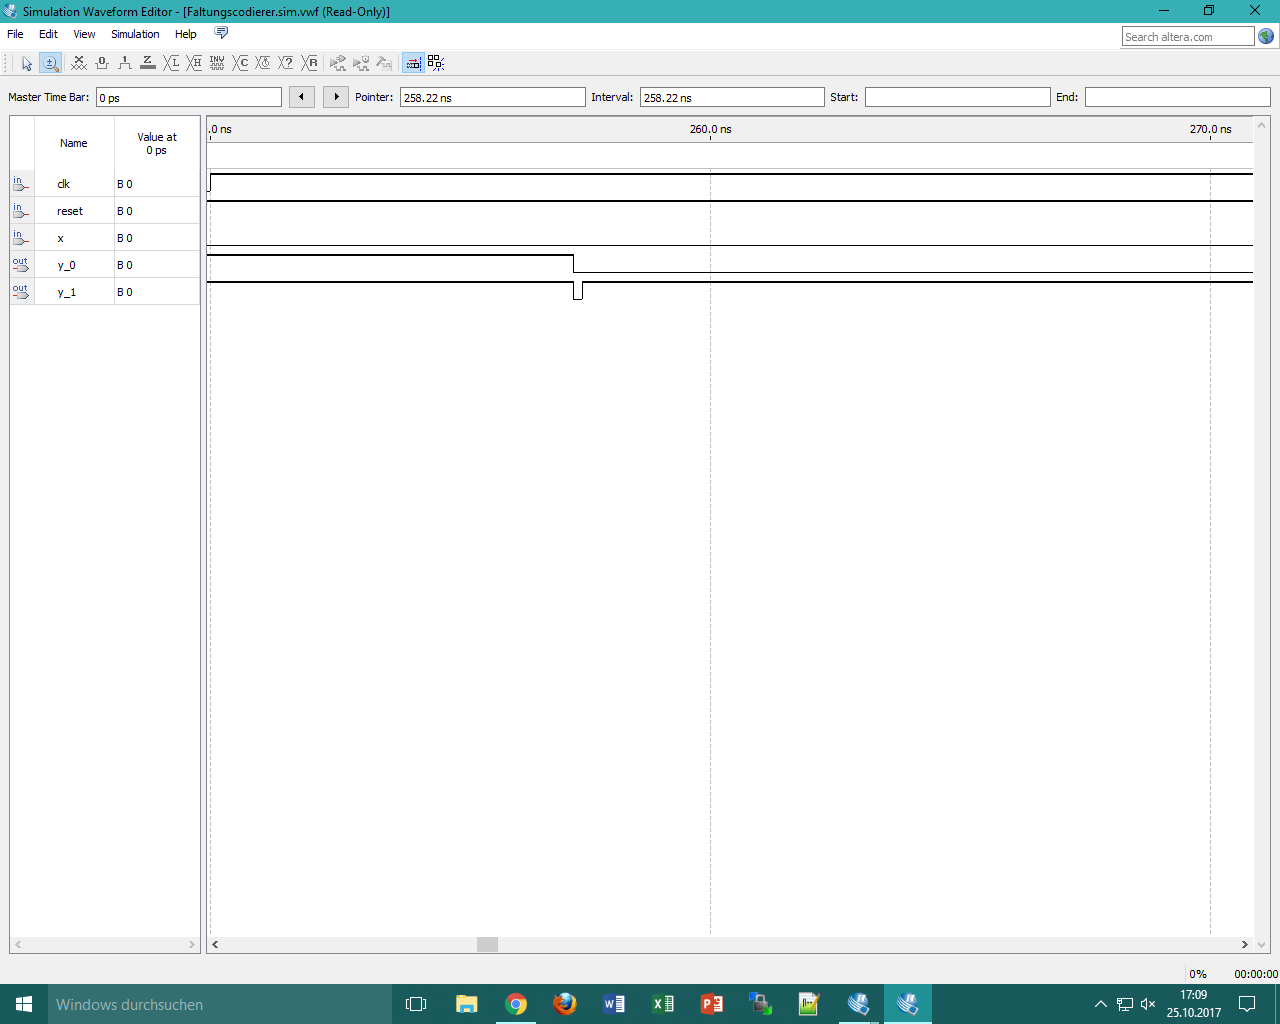 Simulation Waveform Editor - [Faltungscodierer.sim.vwf (Read-Only)]
File Edit View Simulation Help
Search altera.com
Master Time Bar: 0 ps Pointer: 258.22 ns Interval: 258.22 ns Start: End:
Name
Value at
0 ps
.0 ns 260.0 ns 270.0 ns
in clk B 0
in reset B 0
in x B 0
out y_0 B 0
out y_1 B 0
0% 00:00:00
Windows durchsuchen
17:09
25.10.2017